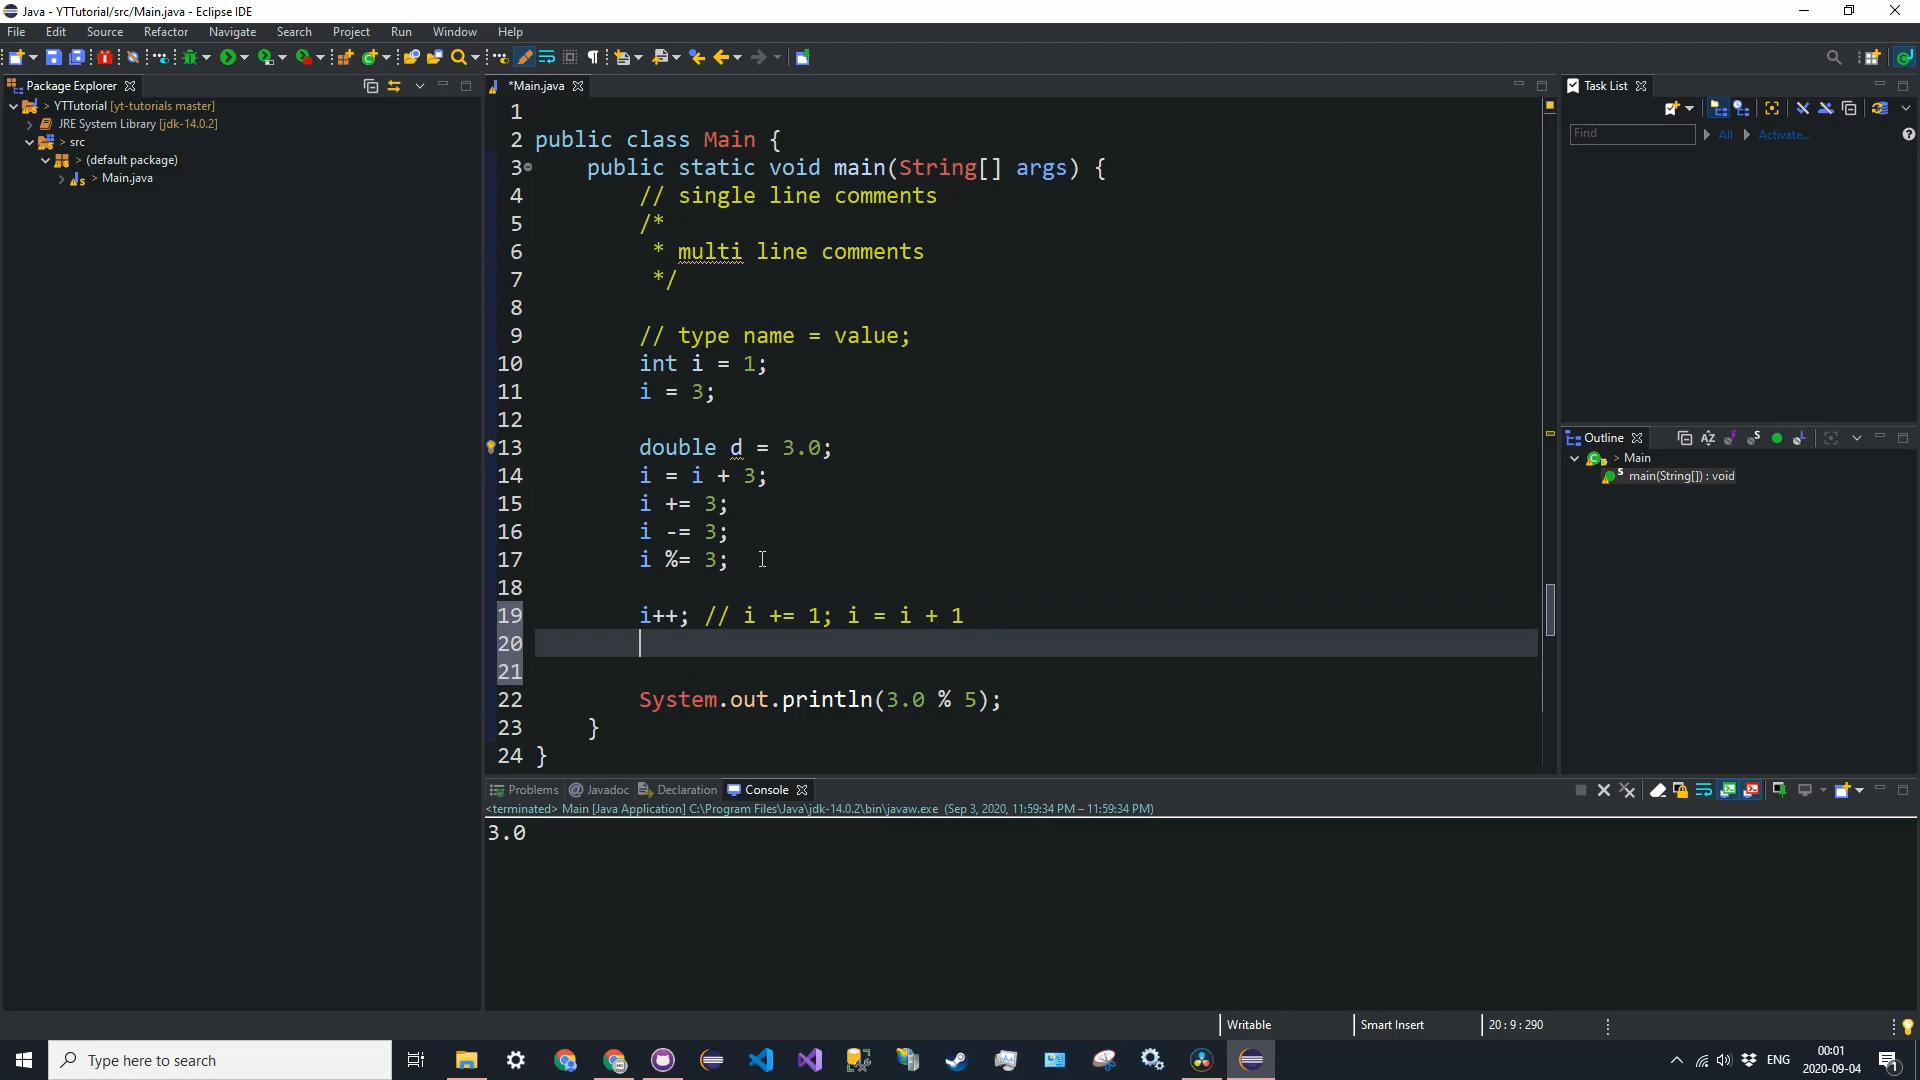 Java - YTTutorial/src/Main.java - Eclipse IDE
File Edit Source Refactor Navigate Search Project Run Window Help
Package Explorer
> YTTutorial [yt-tutorials master]
JRE System Library [jdk-14.0.2]
> src
> (default package)
> Main.java
*Main.java
1
2 public class Main {
3 public static void main(String[] args) {
4 // single line comments
5 /*
6 * multi line comments
7 */
8
9 // type name = value;
10 int i = 1;
11 i = 3;
12
13 double d = 3.0;
14 i = i + 3;
15 i += 3;
16 i -= 3;
17 i %= 3;
18
19 i++; // i += 1; i = i + 1
20
21
22 System.out.println(3.0 % 5);
23 }
24 }
Task List
Find All Activate...
Outline
> Main
main(String[]) : void
Problems Javadoc Declaration Console
<terminated> Main [Java Application] C:\Program Files\Java\jdk-14.0.2\bin\javaw.exe (Sep 3, 2020, 11:59:34 PM – 11:59:34 PM)
3.0
Writable Smart Insert 20 : 9 : 290
Type here to search
ENG
00:01
2020-09-04
1